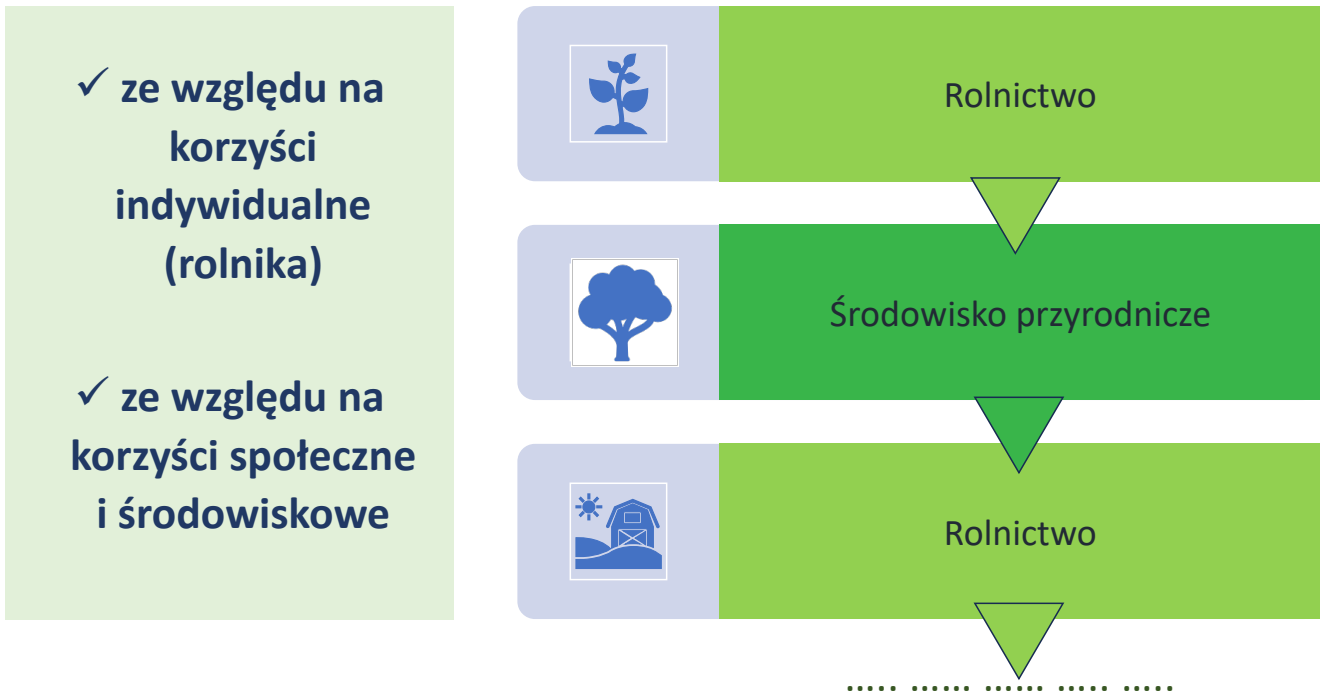 ✓ ze względu na
korzyści
indywidualne
(rolnika)
✓ ze względu na
korzyści społeczne
i środowiskowe
Rolnictwo
Środowisko przyrodnicze
Rolnictwo
..... ...... ...... ..... .....